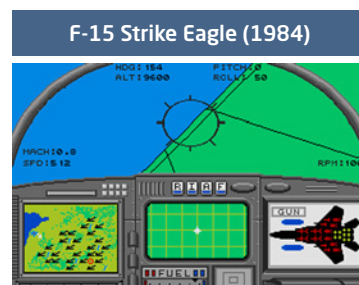 F-15 Strike Eagle (1984)
HDG:154 PITCH:0
ALT:9600 ROLL: 50
MACH:0.8
SPD:512 RPM:100
R I A F
GUN
FUEL